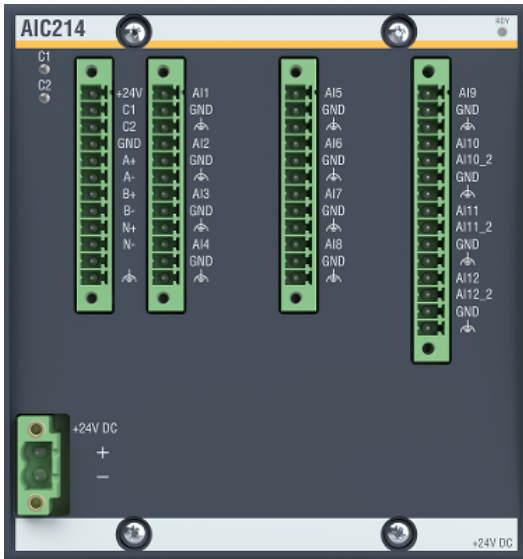 AIC214
RDY
C1
C2
+24V
C1
C2
GND
A+
A-
B+
B-
N+
N-
AI1
GND
AI2
GND
AI3
GND
AI4
GND
AI5
GND
AI6
GND
AI7
GND
AI8
GND
AI9
GND
AI10
AI10_2
GND
AI11
AI11_2
GND
AI12
AI12_2
GND
+24V DC
+
−
+24V DC